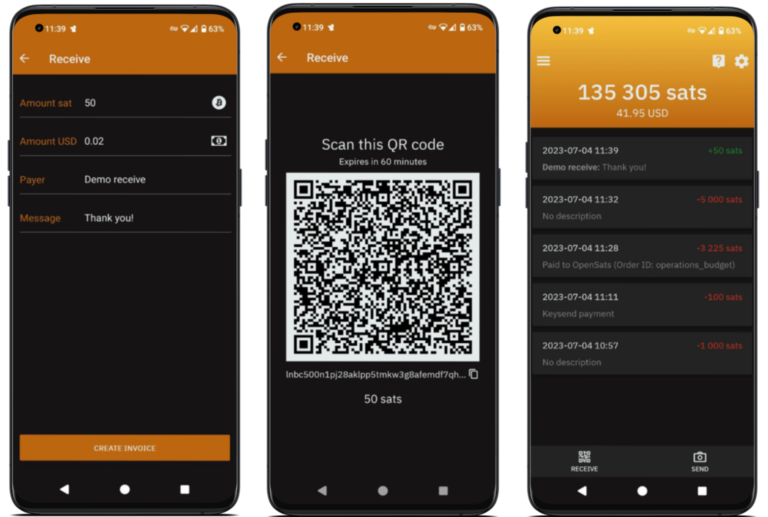 11:39
63%
Receive
Amount sat 50
Amount USD 0.02
Payer Demo receive
Message Thank you!
CREATE INVOICE
11:39
63%
Receive
Scan this QR code
Expires in 60 minutes
lnbc500n1pj28aklpp5tmkw3g8afemdf7qh...
50 sats
11:39
63%
135 305 sats
41.95 USD
2023-07-04 11:39 +50 sats
Demo receive: Thank you!
2023-07-04 11:32 -5 000 sats
No description
2023-07-04 11:28 -3 225 sats
Paid to OpenSats (Order ID: operations_budget)
2023-07-04 11:11 -100 sats
Keysend payment
2023-07-04 10:57 -1 000 sats
No description
RECEIVE SEND